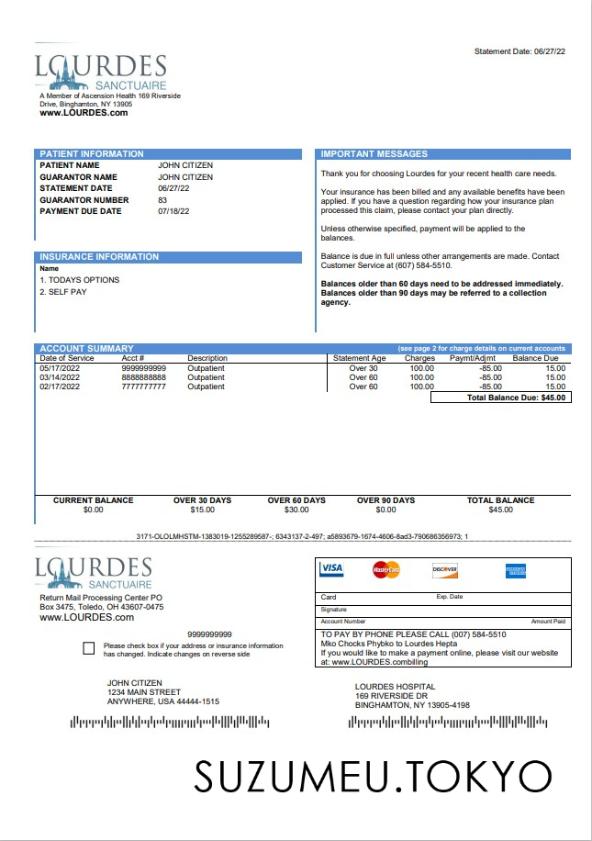 Statement Date: 06/27/22
LOURDES
SANCTUAIRE
A Member of Ascension Health 169 Riverside
Drive, Binghamton, NY 13905
www.LOURDES.com
PATIENT INFORMATION
PATIENT NAME JOHN CITIZEN
GUARANTOR NAME JOHN CITIZEN
STATEMENT DATE 06/27/22
GUARANTOR NUMBER 83
PAYMENT DUE DATE 07/18/22
INSURANCE INFORMATION
Name
1. TODAYS OPTIONS
2. SELF PAY
IMPORTANT MESSAGES
Thank you for choosing Lourdes for your recent health care needs.
Your insurance has been billed and any available benefits have been
applied. If you have a question regarding how your insurance plan
processed this claim, please contact your plan directly.
Unless otherwise specified, payment will be applied to the
balances.
Balance is due in full unless other arrangements are made. Contact
Customer Service at (607) 584-5510.
Balances older than 60 days need to be addressed immediately.
Balances older than 90 days may be referred to a collection
agency.
ACCOUNT SUMMARY (see page 2 for charge details on current accounts
Date of Service Acct # Description Statement Age Charges Paymt/Adjmt Balance Due
05/17/2022 9999999999 Outpatient Over 30 100.00 -85.00 15.00
03/14/2022 8888888888 Outpatient Over 60 100.00 -85.00 15.00
02/17/2022 7777777777 Outpatient Over 60 100.00 -85.00 15.00
Total Balance Due: $45.00
CURRENT BALANCE OVER 30 DAYS OVER 60 DAYS OVER 90 DAYS TOTAL BALANCE
$0.00 $15.00 $30.00 $0.00 $45.00
3171-OLOLMHSTM-1383019-1255289587-; 6343137-2-497; a5893679-1674-4606-8ad3-790686356973; 1
LOURDES
SANCTUAIRE
Return Mail Processing Center PO
Box 3475, Toledo, OH 43607-0475
www.LOURDES.com
9999999999
Please check box if your address or insurance information
has changed. Indicate changes on reverse side
VISA MasterCard DISCOVER AMERICAN EXPRESS
Card Exp. Date
Signature
Account Number Amount Paid
TO PAY BY PHONE PLEASE CALL (007) 584-5510
Mko Chocks Phybko to Lourdes Hepta
If you would like to make a payment online, please visit our website
at: www.LOURDES.combilling
JOHN CITIZEN
1234 MAIN STREET
ANYWHERE, USA 44444-1515
LOURDES HOSPITAL
169 RIVERSIDE DR
BINGHAMTON, NY 13905-4198
SUZUMEU.TOKYO